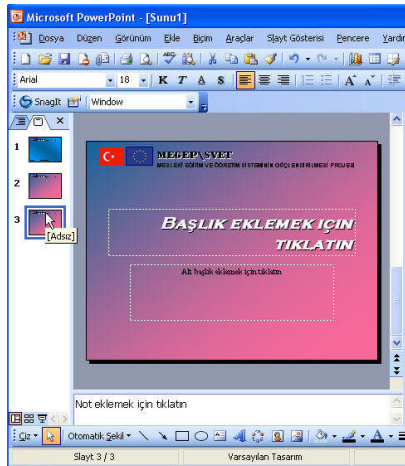 Microsoft PowerPoint - [Sunu1]
Dosya Düzen Görünüm Ekle Biçim Araçlar Slayt Gösterisi Pencere Yardı
Arial 18 K T A S
SnagIt Window
1
2
3
[Adsız]
MEGEP\SVET
MESLEKİ EĞİTİM VE ÖĞRETİM SİSTEMİNİN GÜÇLENDİRİLMESİ PROJESİ
BAŞLIK EKLEMEK IÇIN
TIKLATIN
Alt başlık eklemek için tıklatın
Not eklemek için tıklatın
Çiz Otomatik Şekil
Slayt 3 / 3 Varsayılan Tasarım